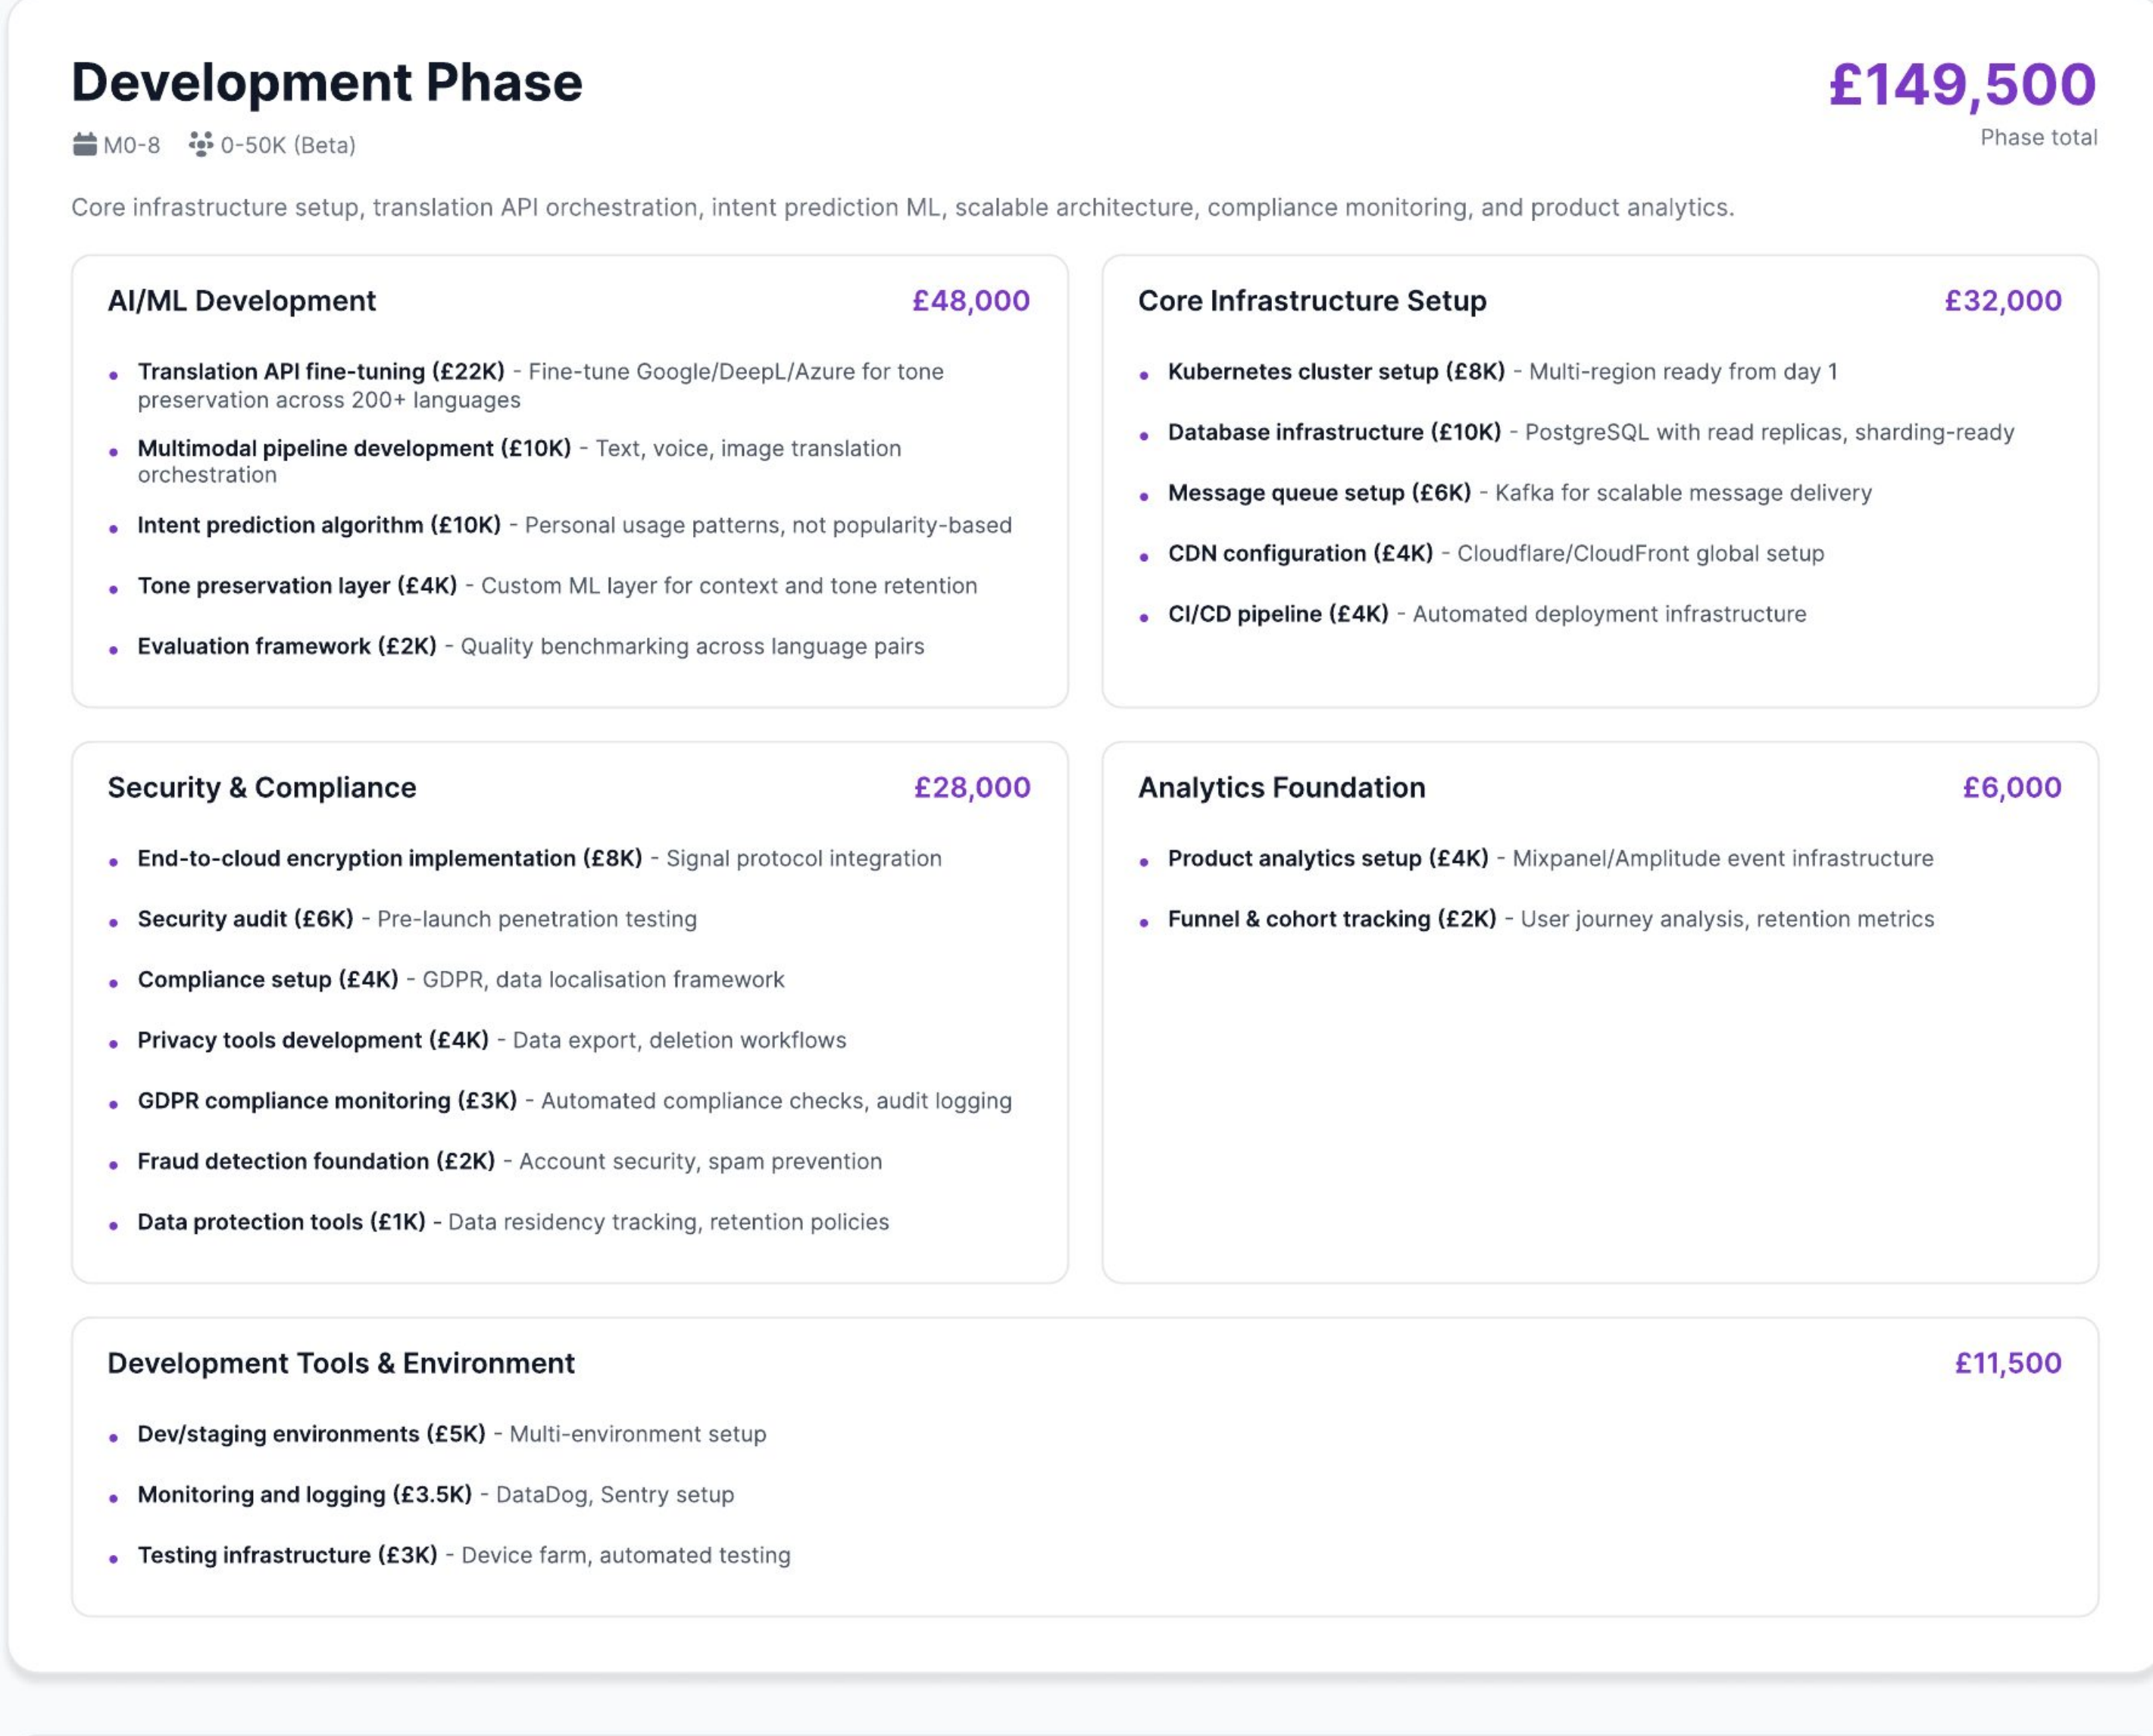 Development Phase
£149,500
M0-8 0-50K (Beta)
Phase total
Core infrastructure setup, translation API orchestration, intent prediction ML, scalable architecture, compliance monitoring, and product analytics.
AI/ML Development
£48,000
Translation API fine-tuning (£22K) - Fine-tune Google/DeepL/Azure for tone
preservation across 200+ languages
Multimodal pipeline development (£10K) - Text, voice, image translation
orchestration
Intent prediction algorithm (£10K) - Personal usage patterns, not popularity-based
Tone preservation layer (£4K) - Custom ML layer for context and tone retention
Evaluation framework (£2K) - Quality benchmarking across language pairs
Core Infrastructure Setup
£32,000
Kubernetes cluster setup (£8K) - Multi-region ready from day 1
Database infrastructure (£10K) - PostgreSQL with read replicas, sharding-ready
Message queue setup (£6K) - Kafka for scalable message delivery
CDN configuration (£4K) - Cloudflare/CloudFront global setup
CI/CD pipeline (£4K) - Automated deployment infrastructure
Security & Compliance
£28,000
End-to-cloud encryption implementation (£8K) - Signal protocol integration
Security audit (£6K) - Pre-launch penetration testing
Compliance setup (£4K) - GDPR, data localisation framework
Privacy tools development (£4K) - Data export, deletion workflows
GDPR compliance monitoring (£3K) - Automated compliance checks, audit logging
Fraud detection foundation (£2K) - Account security, spam prevention
Data protection tools (£1K) - Data residency tracking, retention policies
Analytics Foundation
£6,000
Product analytics setup (£4K) - Mixpanel/Amplitude event infrastructure
Funnel & cohort tracking (£2K) - User journey analysis, retention metrics
Development Tools & Environment
£11,500
Dev/staging environments (£5K) - Multi-environment setup
Monitoring and logging (£3.5K) - DataDog, Sentry setup
Testing infrastructure (£3K) - Device farm, automated testing